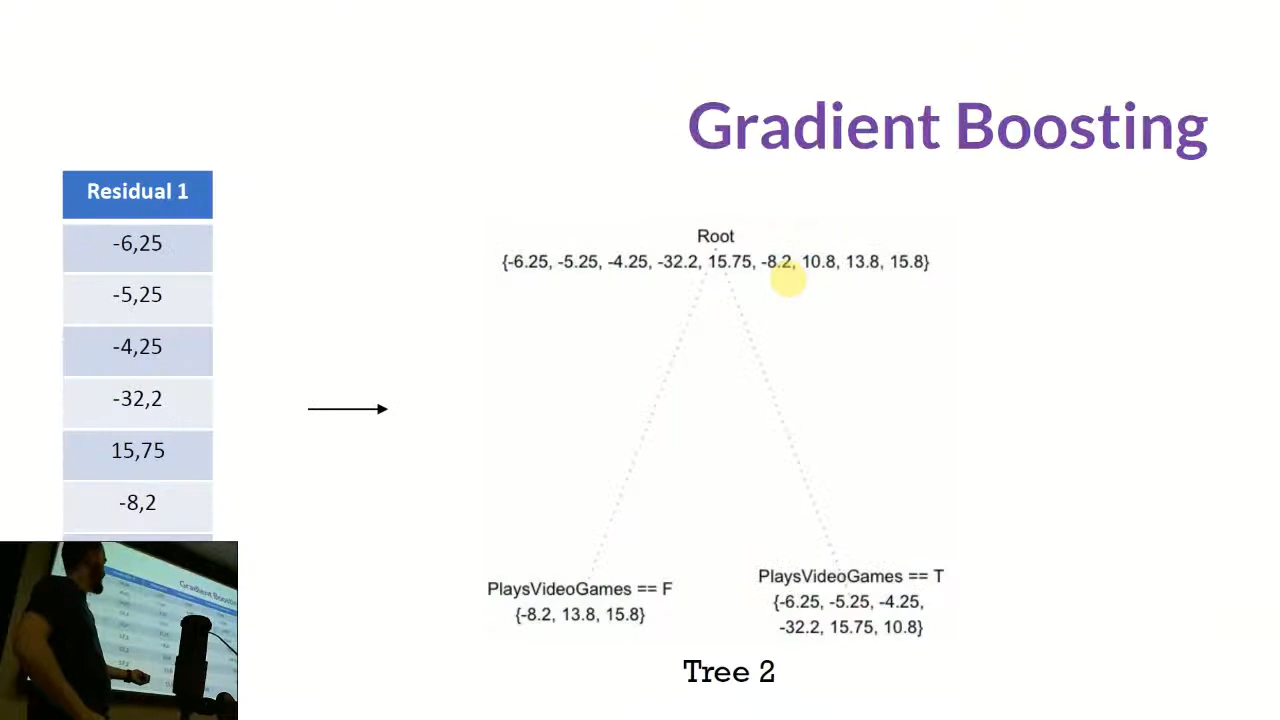 Gradient Boosting
Residual 1
-6,25
-5,25
-4,25
-32,2
15,75
-8,2
Root
{-6.25, -5.25, -4.25, -32.2, 15.75, -8.2, 10.8, 13.8, 15.8}
PlaysVideoGames == F
{-8.2, 13.8, 15.8}
PlaysVideoGames == T
{-6.25, -5.25, -4.25,
-32.2, 15.75, 10.8}
Tree 2
Gradient Boosting